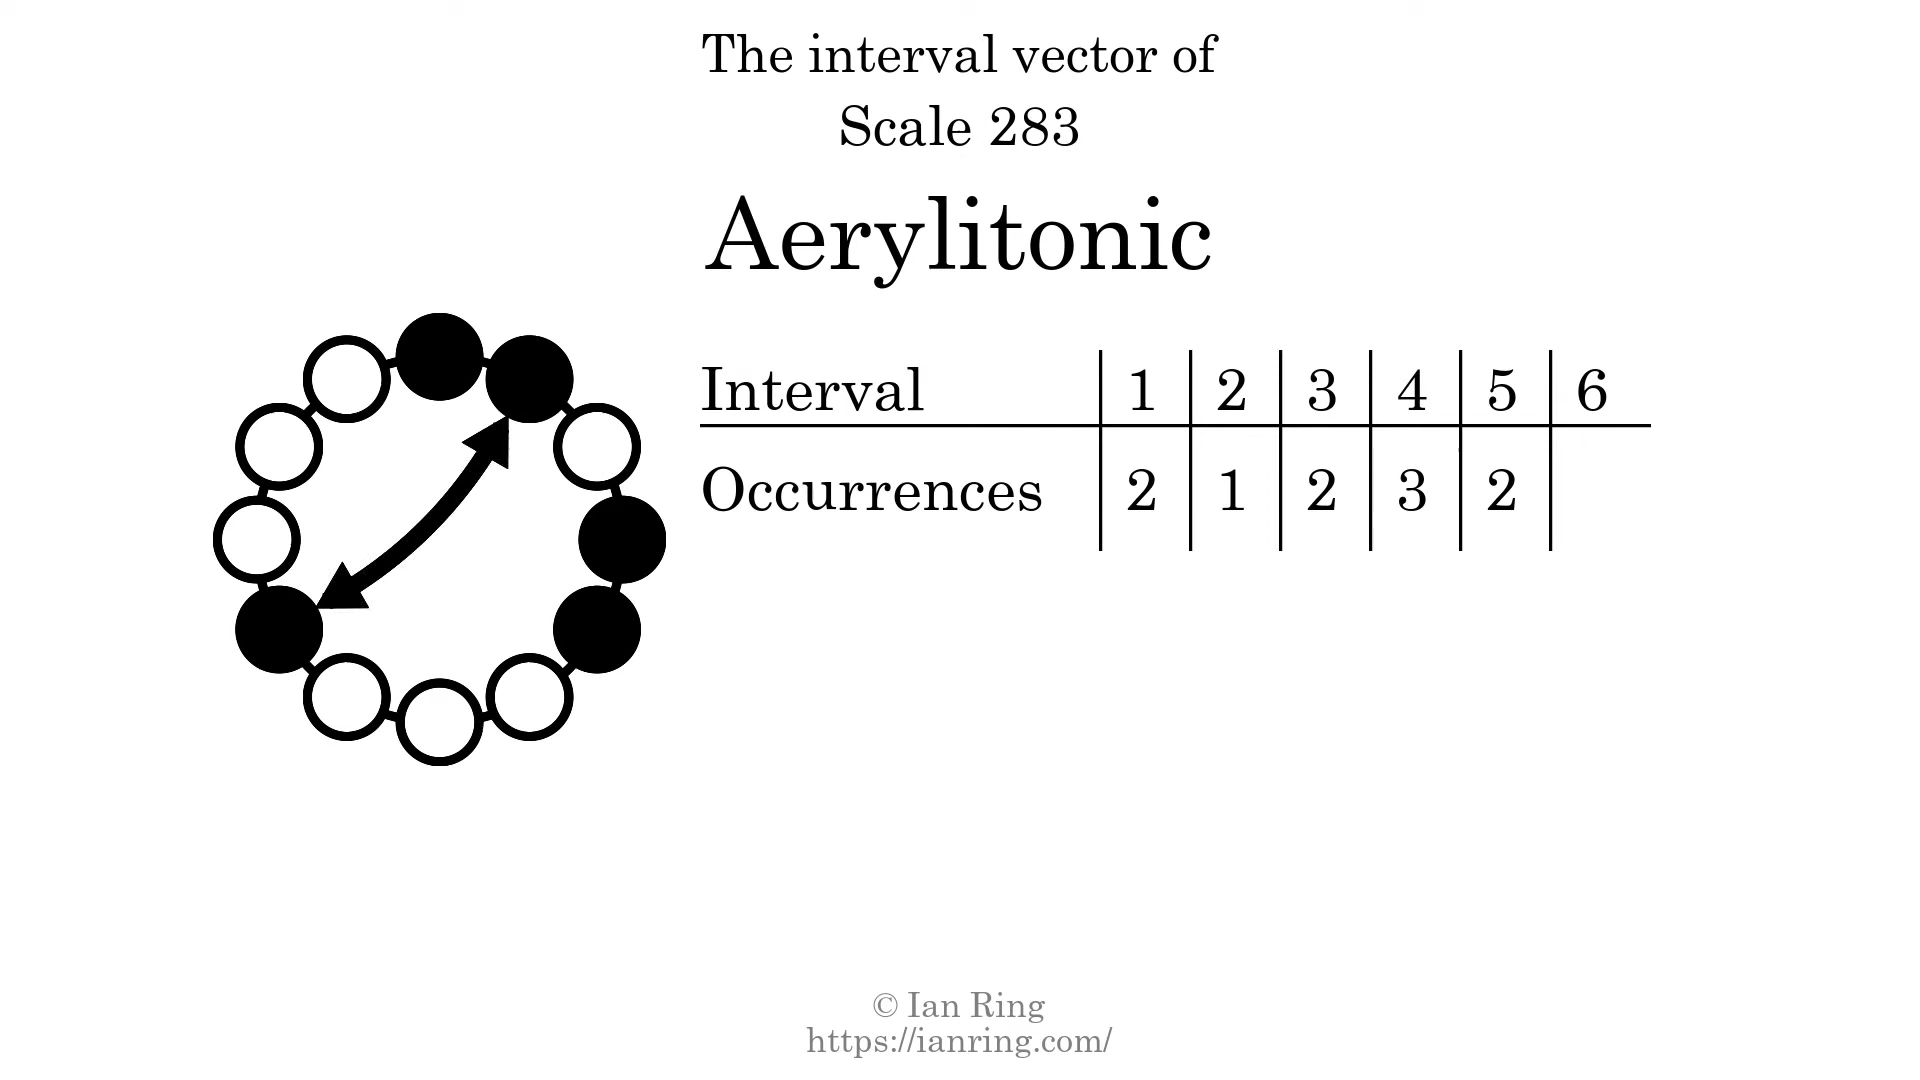 The interval vector of
Scale 283
Aerylitonic
Interval 1 2 3 4 5 6
Occurrences 2 1 2 3 2
© Ian Ring
https://ianring.com/